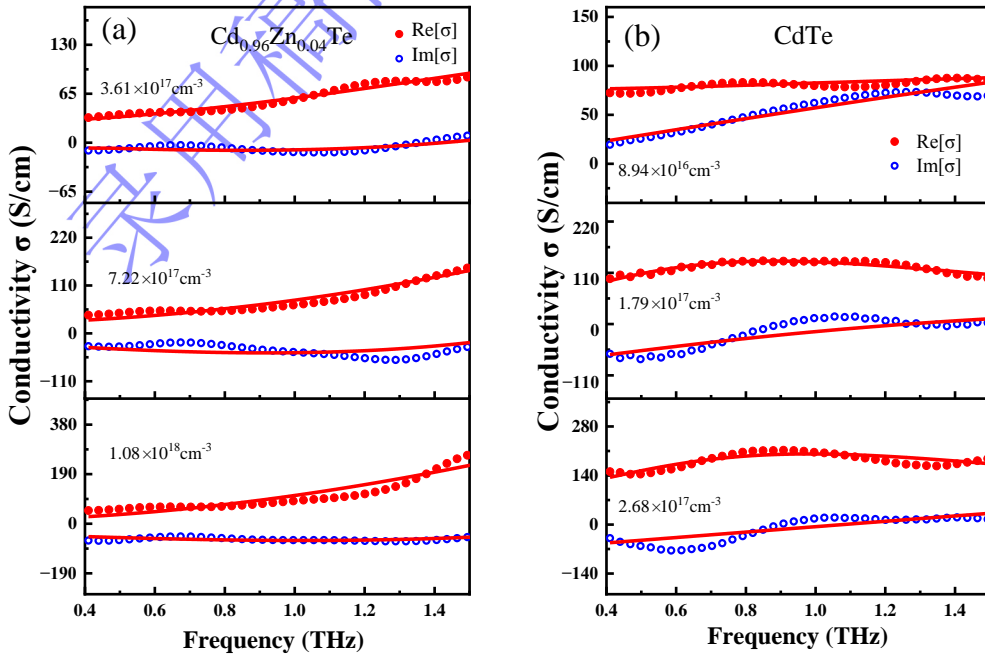 (a)
Cd0.96Zn0.04Te
Re[σ]
Im[σ]
3.61×10^17cm^-3
130
65
0
−65
7.22×10^17cm^-3
220
110
0
−110
1.08×10^18cm^-3
380
190
0
−190
0.4 0.6 0.8 1.0 1.2 1.4
Frequency (THz)
Conductivity σ (S/cm)
(b)
CdTe
Re[σ]
Im[σ]
8.94×10^16cm^-3
150
100
50
0
1.79×10^17cm^-3
220
110
0
−110
2.68×10^17cm^-3
280
140
0
−140
0.4 0.6 0.8 1.0 1.2 1.4
Frequency (THz)
Conductivity σ (S/cm)
录用稿